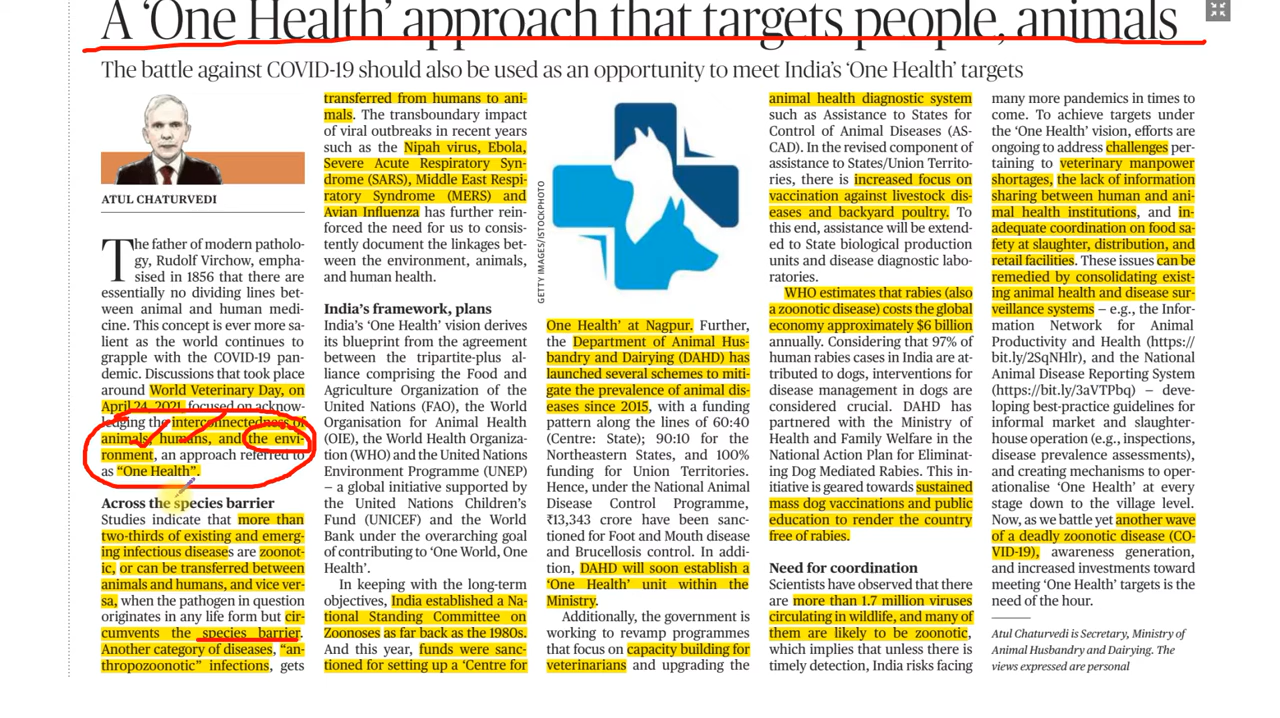 A ‘One Health’ approach that targets people, animals
The battle against COVID-19 should also be used as an opportunity to meet India’s ‘One Health’ targets
ATUL CHATURVEDI
The father of modern patholo-
gy, Rudolf Virchow, empha-
sised in 1856 that there are
essentially no dividing lines bet-
ween animal and human medi-
cine. This concept is ever more sa-
lient as the world continues to
grapple with the COVID-19 pan-
demic. Discussions that took place
around World Veterinary Day, on
April 24, 2021, focused on acknow-
ledging the interconnectedness of
animals, humans, and the envi-
ronment, an approach referred to
as “One Health”.
Across the species barrier
Studies indicate that more than
two-thirds of existing and emerg-
ing infectious diseases are zoonot-
ic, or can be transferred between
animals and humans, and vice ver-
sa, when the pathogen in question
originates in any life form but cir-
cumvents the species barrier.
Another category of diseases, “an-
thropozoonotic” infections, gets
transferred from humans to ani-
mals. The transboundary impact
of viral outbreaks in recent years
such as the Nipah virus, Ebola,
Severe Acute Respiratory Syn-
drome (SARS), Middle East Respi-
ratory Syndrome (MERS) and
Avian Influenza has further rein-
forced the need for us to consis-
tently document the linkages bet-
ween the environment, animals,
and human health.
India’s framework, plans
India’s ‘One Health’ vision derives
its blueprint from the agreement
between the tripartite-plus al-
liance comprising the Food and
Agriculture Organization of the
United Nations (FAO), the World
Organisation for Animal Health
(OIE), the World Health Organiza-
tion (WHO) and the United Nations
Environment Programme (UNEP)
– a global initiative supported by
the United Nations Children’s
Fund (UNICEF) and the World
Bank under the overarching goal
of contributing to ‘One World, One
Health’.
In keeping with the long-term
objectives, India established a Na-
tional Standing Committee on
Zoonoses as far back as the 1980s.
And this year, funds were sanc-
tioned for setting up a ‘Centre for
GETTY IMAGES/ISTOCKPHOTO
One Health’ at Nagpur. Further,
the Department of Animal Hus-
bandry and Dairying (DAHD) has
launched several schemes to miti-
gate the prevalence of animal dis-
eases since 2015, with a funding
pattern along the lines of 60:40
(Centre: State); 90:10 for the
Northeastern States, and 100%
funding for Union Territories.
Hence, under the National Animal
Disease Control Programme,
₹13,343 crore have been sanc-
tioned for Foot and Mouth disease
and Brucellosis control. In addi-
tion, DAHD will soon establish a
‘One Health’ unit within the
Ministry.
Additionally, the government is
working to revamp programmes
that focus on capacity building for
veterinarians and upgrading the
animal health diagnostic system
such as Assistance to States for
Control of Animal Diseases (AS-
CAD). In the revised component of
assistance to States/Union Territo-
ries, there is increased focus on
vaccination against livestock dis-
eases and backyard poultry. To
this end, assistance will be extend-
ed to State biological production
units and disease diagnostic labo-
ratories.
WHO estimates that rabies (also
a zoonotic disease) costs the global
economy approximately $6 billion
annually. Considering that 97% of
human rabies cases in India are at-
tributed to dogs, interventions for
disease management in dogs are
considered crucial. DAHD has
partnered with the Ministry of
Health and Family Welfare in the
National Action Plan for Eliminat-
ing Dog Mediated Rabies. This in-
itiative is geared towards sustained
mass dog vaccinations and public
education to render the country
free of rabies.
Need for coordination
Scientists have observed that there
are more than 1.7 million viruses
circulating in wildlife, and many of
them are likely to be zoonotic,
which implies that unless there is
timely detection, India risks facing
many more pandemics in times to
come. To achieve targets under
the ‘One Health’ vision, efforts are
ongoing to address challenges per-
taining to veterinary manpower
shortages, the lack of information
sharing between human and ani-
mal health institutions, and in-
adequate coordination on food sa-
fety at slaughter, distribution, and
retail facilities. These issues can be
remedied by consolidating exist-
ing animal health and disease sur-
veillance systems – e.g., the Infor-
mation Network for Animal
Productivity and Health (https://
bit.ly/2SqNHlr), and the National
Animal Disease Reporting System
(https://bit.ly/3aVTPbq) – deve-
loping best-practice guidelines for
informal market and slaughter-
house operation (e.g., inspections,
disease prevalence assessments),
and creating mechanisms to oper-
ationalise ‘One Health’ at every
stage down to the village level.
Now, as we battle yet another wave
of a deadly zoonotic disease (CO-
VID-19), awareness generation,
and increased investments toward
meeting ‘One Health’ targets is the
need of the hour.
Atul Chaturvedi is Secretary, Ministry of
Animal Husbandry and Dairying. The
views expressed are personal